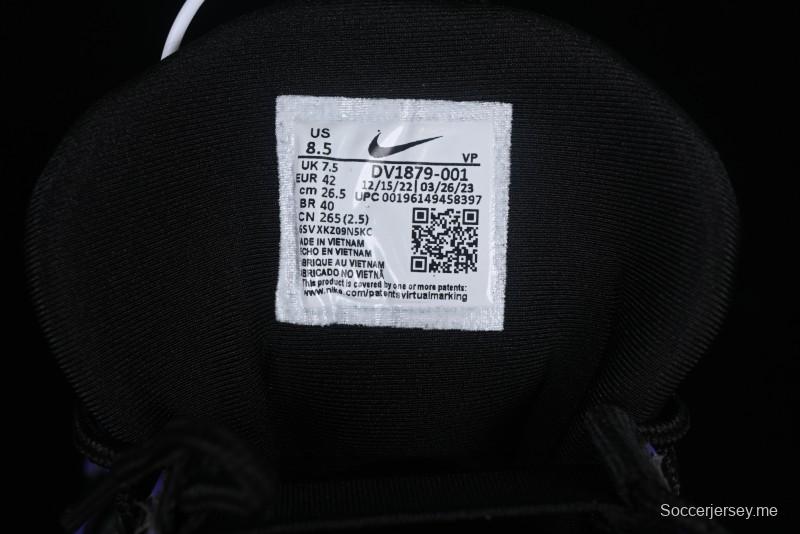 US
8.5
VP
UK 7.5
DV1879-001
EUR 42
12/15/22 | 03/26/23
cm 26.5
UPC 00196149458397
BR 40
CN 265 (2.5)
6SVXKZ09N5KC
ADE IN VIETNAM
ECHO EN VIETNAM
BRIQUE AU VIETNAM
BRICADO NO VIETNÃ
This product is covered by one or more patents:
www.nike.com/patentsvirtualmarking
Soccerjersey.me